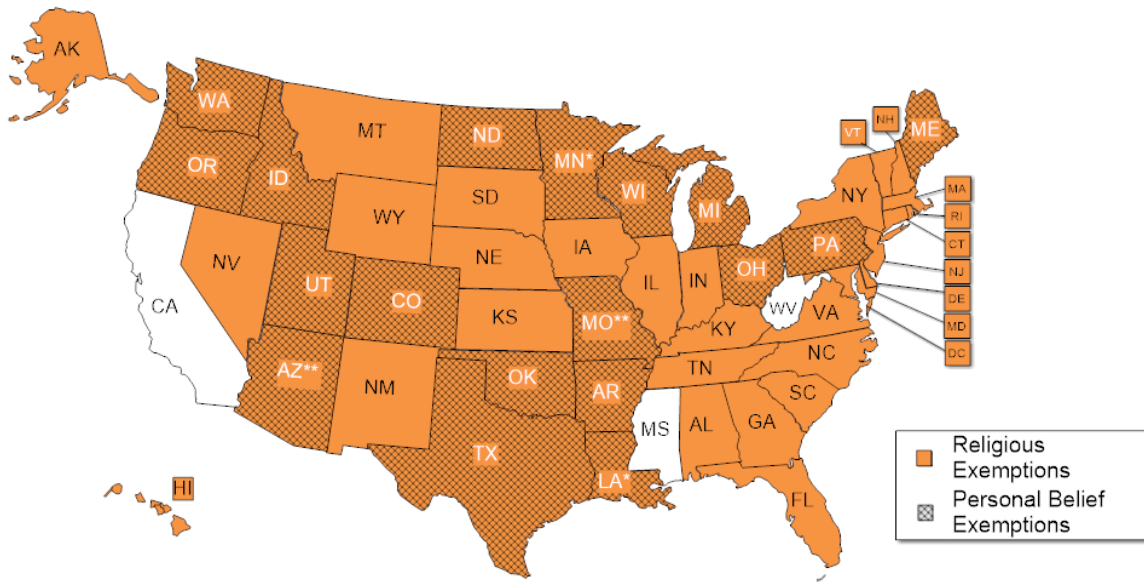 AK
WA
MT
ND
MN*
VT
NH
ME
OR
ID
WI
MA
SD
MI
NY
WY
RI
IA
CT
NE
PA
NV
OH
NJ
UT
IL
IN
CO
DE
CA
WV
KS
MO**
VA
MD
KY
NC
DC
TN
AZ**
OK
NM
AR
SC
MS
AL
GA
TX
LA*
HI
FL
Religious
Exemptions
Personal Belief
Exemptions